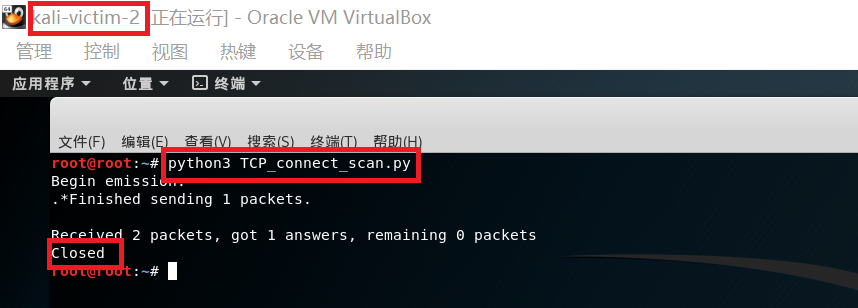 kali-victim-2 [正在运行] - Oracle VM VirtualBox
管理 控制 视图 热键 设备 帮助
应用程序 位置 终端
文件(F) 编辑(E) 查看(V) 搜索(S) 终端(T) 帮助(H)
root@root:~# python3 TCP_connect_scan.py
Begin emission:
.*Finished sending 1 packets.
Received 2 packets, got 1 answers, remaining 0 packets
Closed
root@root:~#